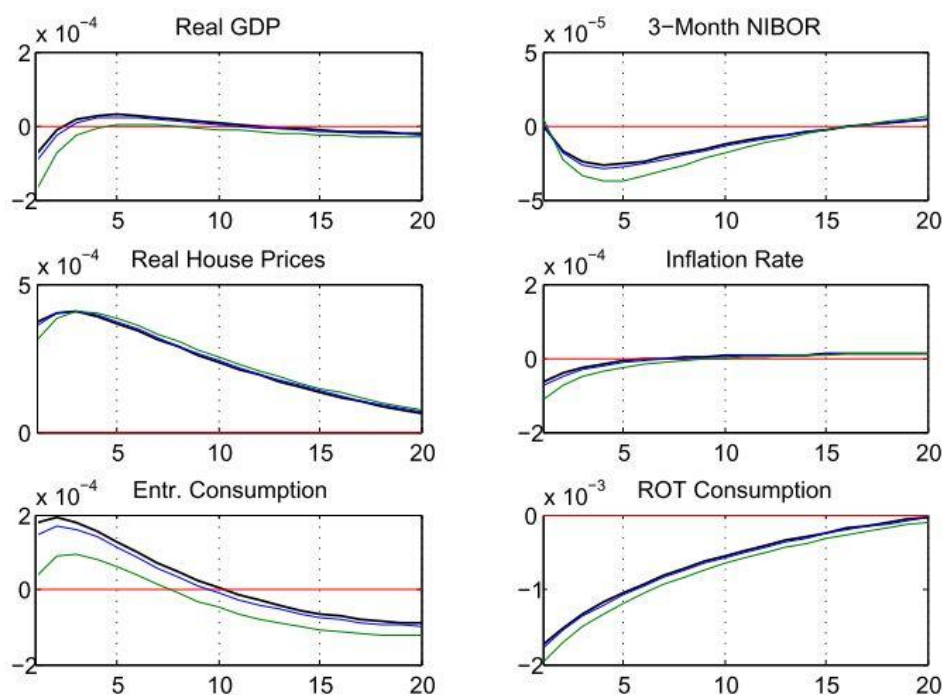 x 10⁻⁴ Real GDP
2
0
−2
5 10 15 20
x 10⁻⁵ 3−Month NIBOR
5
0
−5
5 10 15 20
x 10⁻⁴ Real House Prices
5
0
5 10 15 20
x 10⁻⁴ Inflation Rate
2
0
−2
5 10 15 20
x 10⁻⁴ Entr. Consumption
2
0
−2
5 10 15 20
x 10⁻³ ROT Consumption
0
−1
−2
5 10 15 20